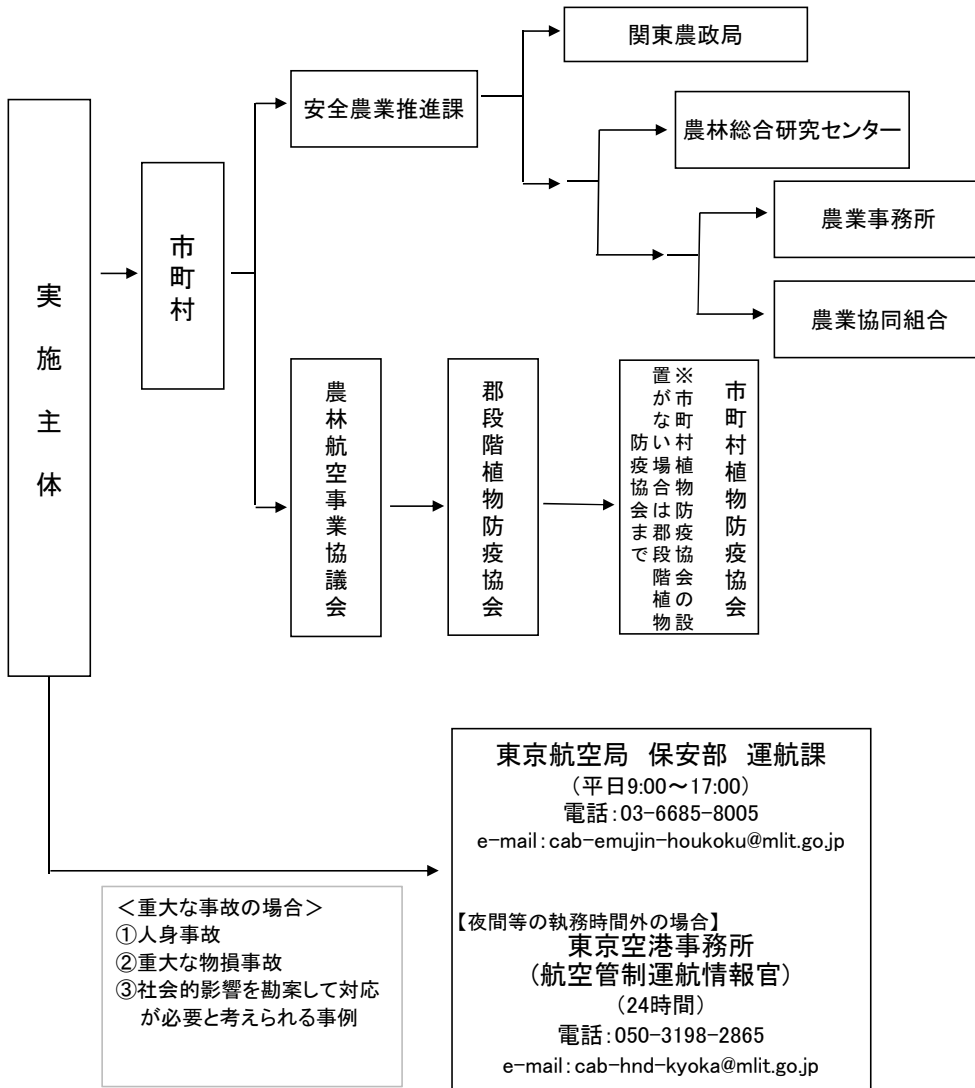 関東農政局
安全農業推進課
農林総合研究センター
農業事務所
農業協同組合
実施主体
市町村
農林航空事業協議会
郡段階植物防疫協会
市町村植物防疫協会
※市町村植物防疫協会の設
置がない場合は郡段階植物
防疫協会まで
東京航空局 保安部 運航課
（平日9:00～17:00）
電話：03-6685-8005
e-mail：cab-emujin-houkoku@mlit.go.jp
＜重大な事故の場合＞
①人身事故
②重大な物損事故
③社会的影響を勘案して対応
が必要と考えられる事例
【夜間等の執務時間外の場合】
東京空港事務所
（航空管制運航情報官）
（24時間）
電話：050-3198-2865
e-mail：cab-hnd-kyoka@mlit.go.jp